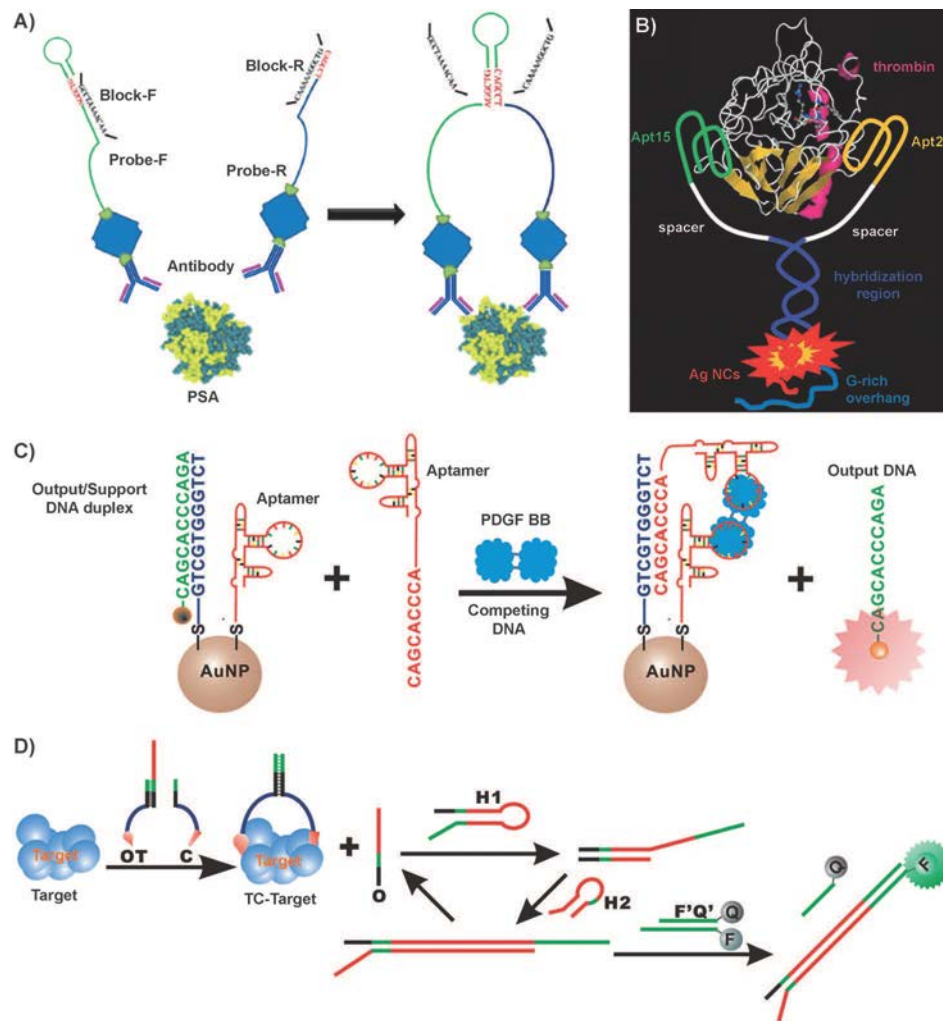 A)
Block-F
Block-R
CAGCCT
Probe-F
Probe-R
Antibody
PSA
B)
thrombin
Apt15
Apt2
spacer
spacer
hybridization
region
Ag NCs
G-rich
overhang
C)
Output/Support
DNA duplex
CAGCACCCAGA
GTCGTGGGTCT
Aptamer
S
S
AuNP
+
Aptamer
CAGCACCCA
PDGF BB
Competing
DNA
GTCGTGGGTCT
CAGCACCCA
S
S
AuNP
+
Output DNA
CAGCACCCAGA
D)
Target
Target
OT
C
Target
TC-Target
+
O
H1
H2
F'Q'
Q
F
Q
F